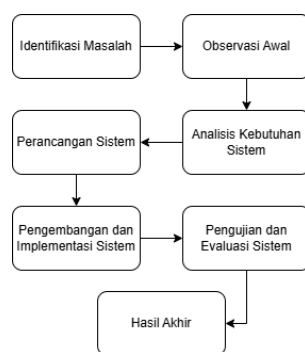 Identifikasi Masalah
Observasi Awal
Analisis Kebutuhan
Sistem
Perancangan Sistem
Pengembangan dan
Implementasi Sistem
Pengujian dan
Evaluasi Sistem
Hasil Akhir